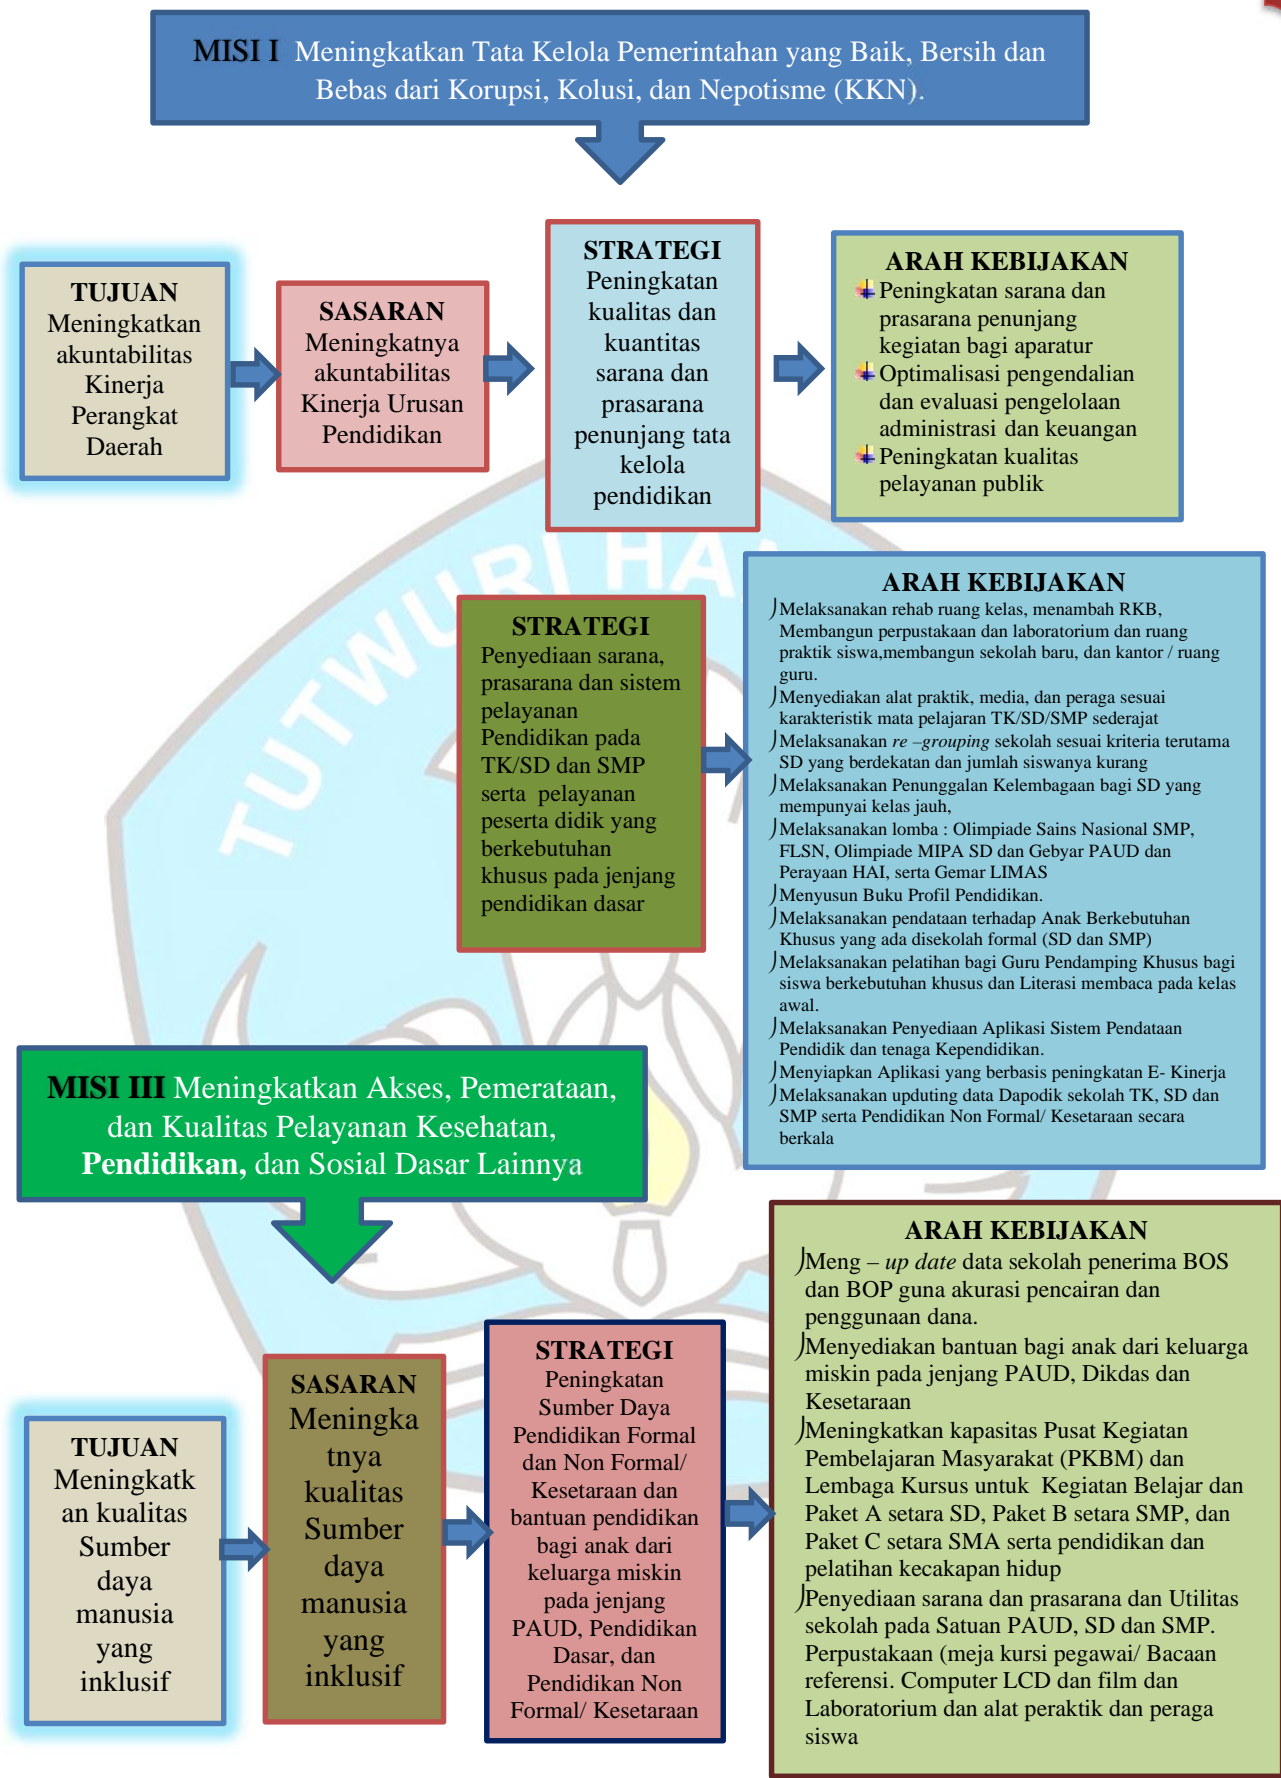 MISI I Meningkatkan Tata Kelola Pemerintahan yang Baik, Bersih dan
Bebas dari Korupsi, Kolusi, dan Nepotisme (KKN).
TUJUAN
Meningkatkan
akuntabilitas
Kinerja
Perangkat
Daerah
SASARAN
Meningkatnya
akuntabilitas
Kinerja Urusan
Pendidikan
STRATEGI
Peningkatan
kualitas dan
kuantitas
sarana dan
prasarana
penunjang tata
kelola
pendidikan
ARAH KEBIJAKAN
Peningkatan sarana dan
prasarana penunjang
kegiatan bagi aparatur
Optimalisasi pengendalian
dan evaluasi pengelolaan
administrasi dan keuangan
Peningkatan kualitas
pelayanan publik
TUTWURI HAN
STRATEGI
Penyediaan sarana,
prasarana dan sistem
pelayanan
Pendidikan pada
TK/SD dan SMP
serta pelayanan
peserta didik yang
berkebutuhan
khusus pada jenjang
pendidikan dasar
ARAH KEBIJAKAN
Melaksanakan rehab ruang kelas, menambah RKB,
Membangun perpustakaan dan laboratorium dan ruang
praktik siswa,membangun sekolah baru, dan kantor / ruang
guru.
Menyediakan alat praktik, media, dan peraga sesuai
karakteristik mata pelajaran TK/SD/SMP sederajat
Melaksanakan re –grouping sekolah sesuai kriteria terutama
SD yang berdekatan dan jumlah siswanya kurang
Melaksanakan Penunggalan Kelembagaan bagi SD yang
mempunyai kelas jauh,
Melaksanakan lomba : Olimpiade Sains Nasional SMP,
FLSN, Olimpiade MIPA SD dan Gebyar PAUD dan
Perayaan HAI, serta Gemar LIMAS
Menyusun Buku Profil Pendidikan.
Melaksanakan pendataan terhadap Anak Berkebutuhan
Khusus yang ada disekolah formal (SD dan SMP)
Melaksanakan pelatihan bagi Guru Pendamping Khusus bagi
siswa berkebutuhan khusus dan Literasi membaca pada kelas
awal.
Melaksanakan Penyediaan Aplikasi Sistem Pendataan
Pendidik dan tenaga Kependidikan.
Menyiapkan Aplikasi yang berbasis peningkatan E- Kinerja
Melaksanakan upduting data Dapodik sekolah TK, SD dan
SMP serta Pendidikan Non Formal/ Kesetaraan secara
berkala
MISI III Meningkatkan Akses, Pemerataan,
dan Kualitas Pelayanan Kesehatan,
Pendidikan, dan Sosial Dasar Lainnya
TUJUAN
Meningkatk
an kualitas
Sumber
daya
manusia
yang
inklusif
SASARAN
Meningka
tnya
kualitas
Sumber
daya
manusia
yang
inklusif
STRATEGI
Peningkatan
Sumber Daya
Pendidikan Formal
dan Non Formal/
Kesetaraan dan
bantuan pendidikan
bagi anak dari
keluarga miskin
pada jenjang
PAUD, Pendidikan
Dasar, dan
Pendidikan Non
Formal/ Kesetaraan
ARAH KEBIJAKAN
Meng – up date data sekolah penerima BOS
dan BOP guna akurasi pencairan dan
penggunaan dana.
Menyediakan bantuan bagi anak dari keluarga
miskin pada jenjang PAUD, Dikdas dan
Kesetaraan
Meningkatkan kapasitas Pusat Kegiatan
Pembelajaran Masyarakat (PKBM) dan
Lembaga Kursus untuk Kegiatan Belajar dan
Paket A setara SD, Paket B setara SMP, dan
Paket C setara SMA serta pendidikan dan
pelatihan kecakapan hidup
Penyediaan sarana dan prasarana dan Utilitas
sekolah pada Satuan PAUD, SD dan SMP.
Perpustakaan (meja kursi pegawai/ Bacaan
referensi. Computer LCD dan film dan
Laboratorium dan alat peraktik dan peraga
siswa